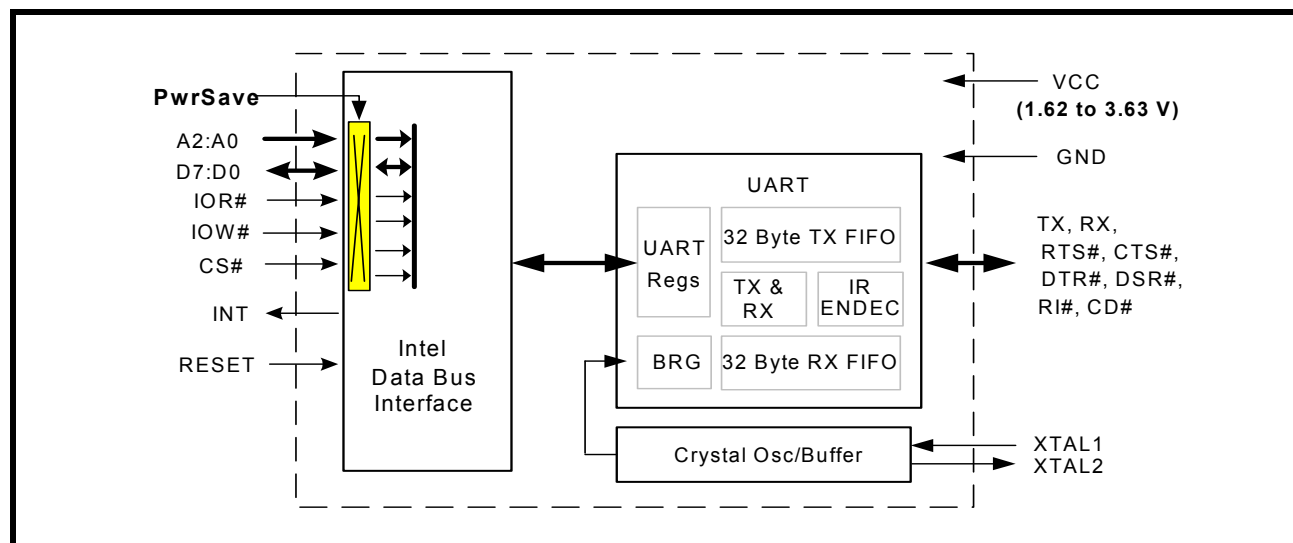 PwrSave
A2:A0
D7:D0
IOR#
IOW#
CS#
INT
RESET
Intel
Data Bus
Interface
UART
UART
Regs
32 Byte TX FIFO
TX &
RX
IR
ENDEC
BRG
32 Byte RX FIFO
Crystal Osc/Buffer
VCC
(1.62 to 3.63 V)
GND
TX, RX,
RTS#, CTS#,
DTR#, DSR#,
RI#, CD#
XTAL1
XTAL2